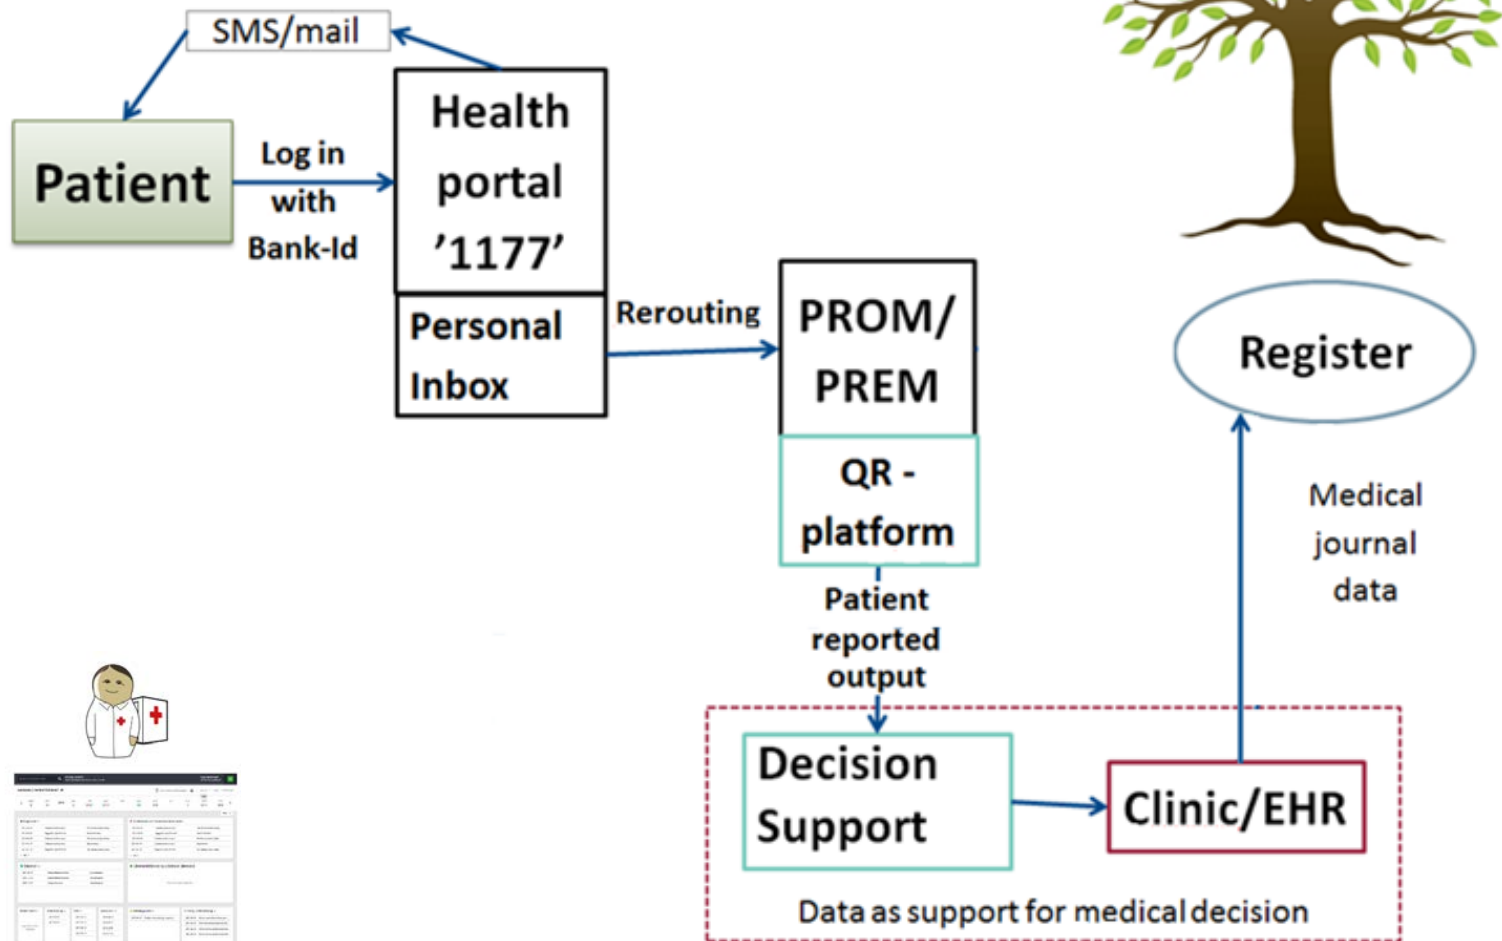 SMS/mail
Patient
Log in
with
Bank-Id
Health
portal
’1177’
Personal
Inbox
Rerouting
PROM/
PREM
QR -
platform
Patient
reported
output
Register
Medical
journal
data
Decision
Support
Clinic/EHR
Data as support for medical decision